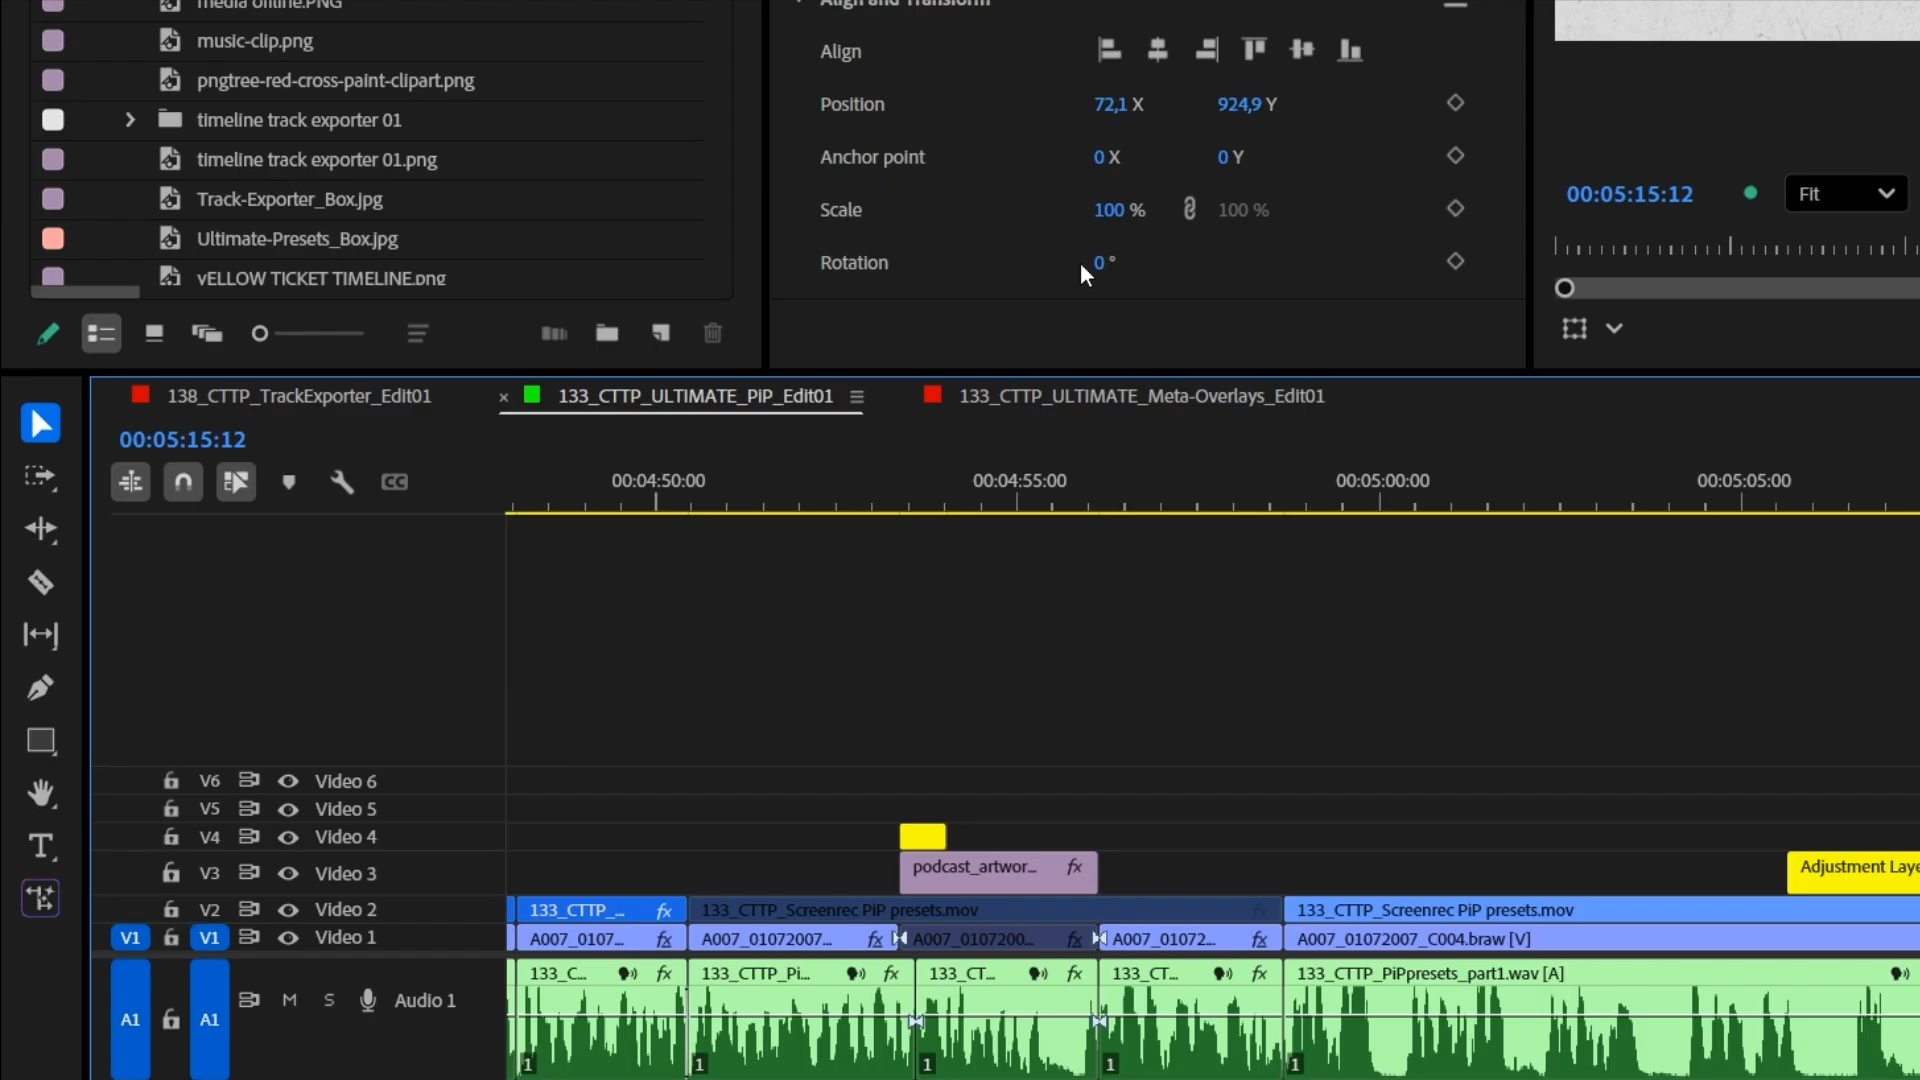 media offline.PNG
music-clip.png
pngtree-red-cross-paint-clipart.png
timeline track exporter 01
timeline track exporter 01.png
Track-Exporter_Box.jpg
Ultimate-Presets_Box.jpg
yELLOW TICKET TIMELINE.png
Align and Transform
Align
Position 72,1 X 924,9 Y
Anchor point 0 X 0 Y
Scale 100 % 100 %
Rotation 0 °
00:05:15:12 Fit
138_CTTP_TrackExporter_Edit01
133_CTTP_ULTIMATE_PiP_Edit01
133_CTTP_ULTIMATE_Meta-Overlays_Edit01
00:05:15:12
CC
00:04:50:00 00:04:55:00 00:05:00:00 00:05:05:00
V6 Video 6
V5 Video 5
V4 Video 4
V3 Video 3 podcast_artwor... fx Adjustment Laye
V2 Video 2 133_CTTP_... fx 133_CTTP_Screenrec PiP presets.mov fx 133_CTTP_Screenrec PiP presets.mov
V1 V1 Video 1 A007_0107... fx A007_01072007... fx A007_0107200... fx A007_01072... fx A007_01072007_C004.braw [V]
133_C... fx 133_CTTP_Pi... fx 133_CT... fx 133_CT... fx 133_CTTP_PiPpresets_part1.wav [A]
A1 A1 M S Audio 1
1 1 1 1 1